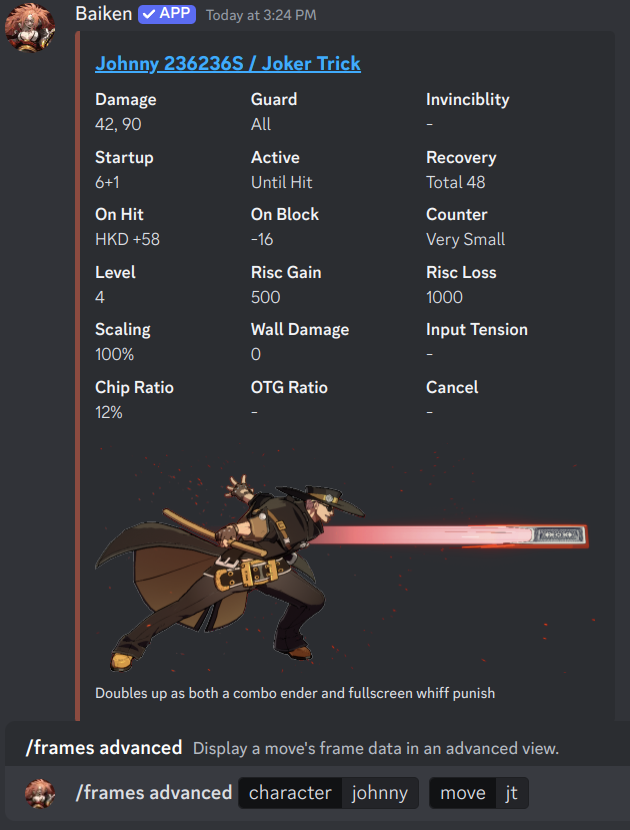 Baiken ✓ APP Today at 3:24 PM
Johnny 236236S / Joker Trick
Damage Guard Invinciblity
42, 90 All -
Startup Active Recovery
6+1 Until Hit Total 48
On Hit On Block Counter
HKD +58 -16 Very Small
Level Risc Gain Risc Loss
4 500 1000
Scaling Wall Damage Input Tension
100% 0 -
Chip Ratio OTG Ratio Cancel
12% - -
Doubles up as both a combo ender and fullscreen whiff punish
/frames advanced Display a move's frame data in an advanced view.
/frames advanced character johnny move jt